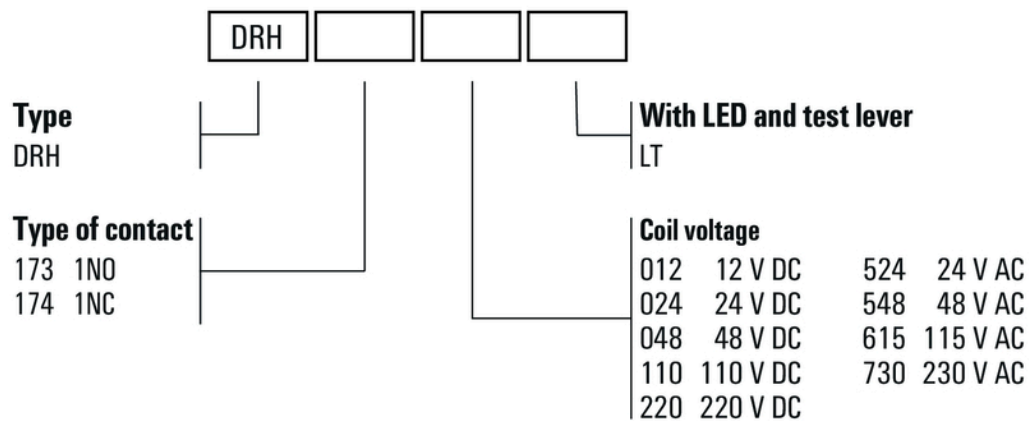 DRH
Type
DRH
With LED and test lever
LT
Type of contact
173 1NO
174 1NC
Coil voltage
012 12 V DC 524 24 V AC
024 24 V DC 548 48 V AC
048 48 V DC 615 115 V AC
110 110 V DC 730 230 V AC
220 220 V DC